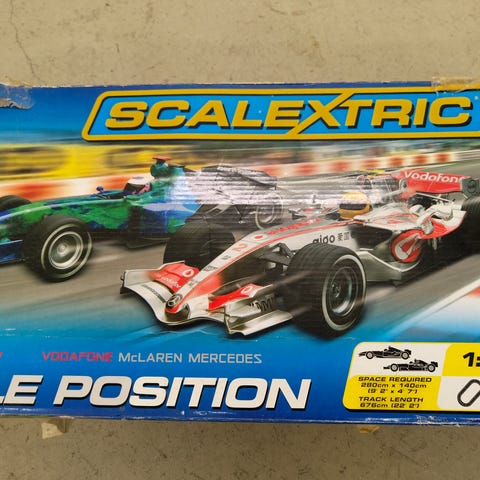 SCALEXTRIC
Vodafone
aigo
VODAFONE McLAREN MERCEDES
LE POSITION
1:
SPACE REQUIRED
280cm x 140cm
(9' 2" x 4' 7")
TRACK LENGTH
676cm (22' 2")